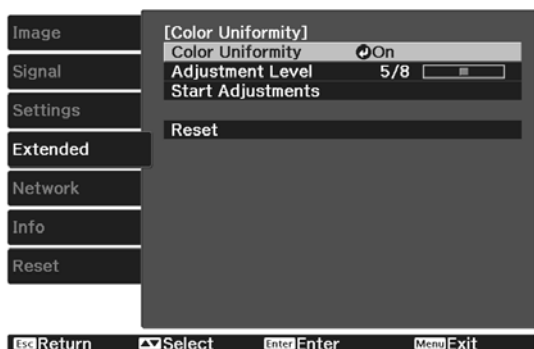 Image
Signal
Settings
Extended
Network
Info
Reset
[Color Uniformity]
Color Uniformity On
Adjustment Level 5/8
Start Adjustments
Reset
Esc Return Select Enter Enter Menu Exit